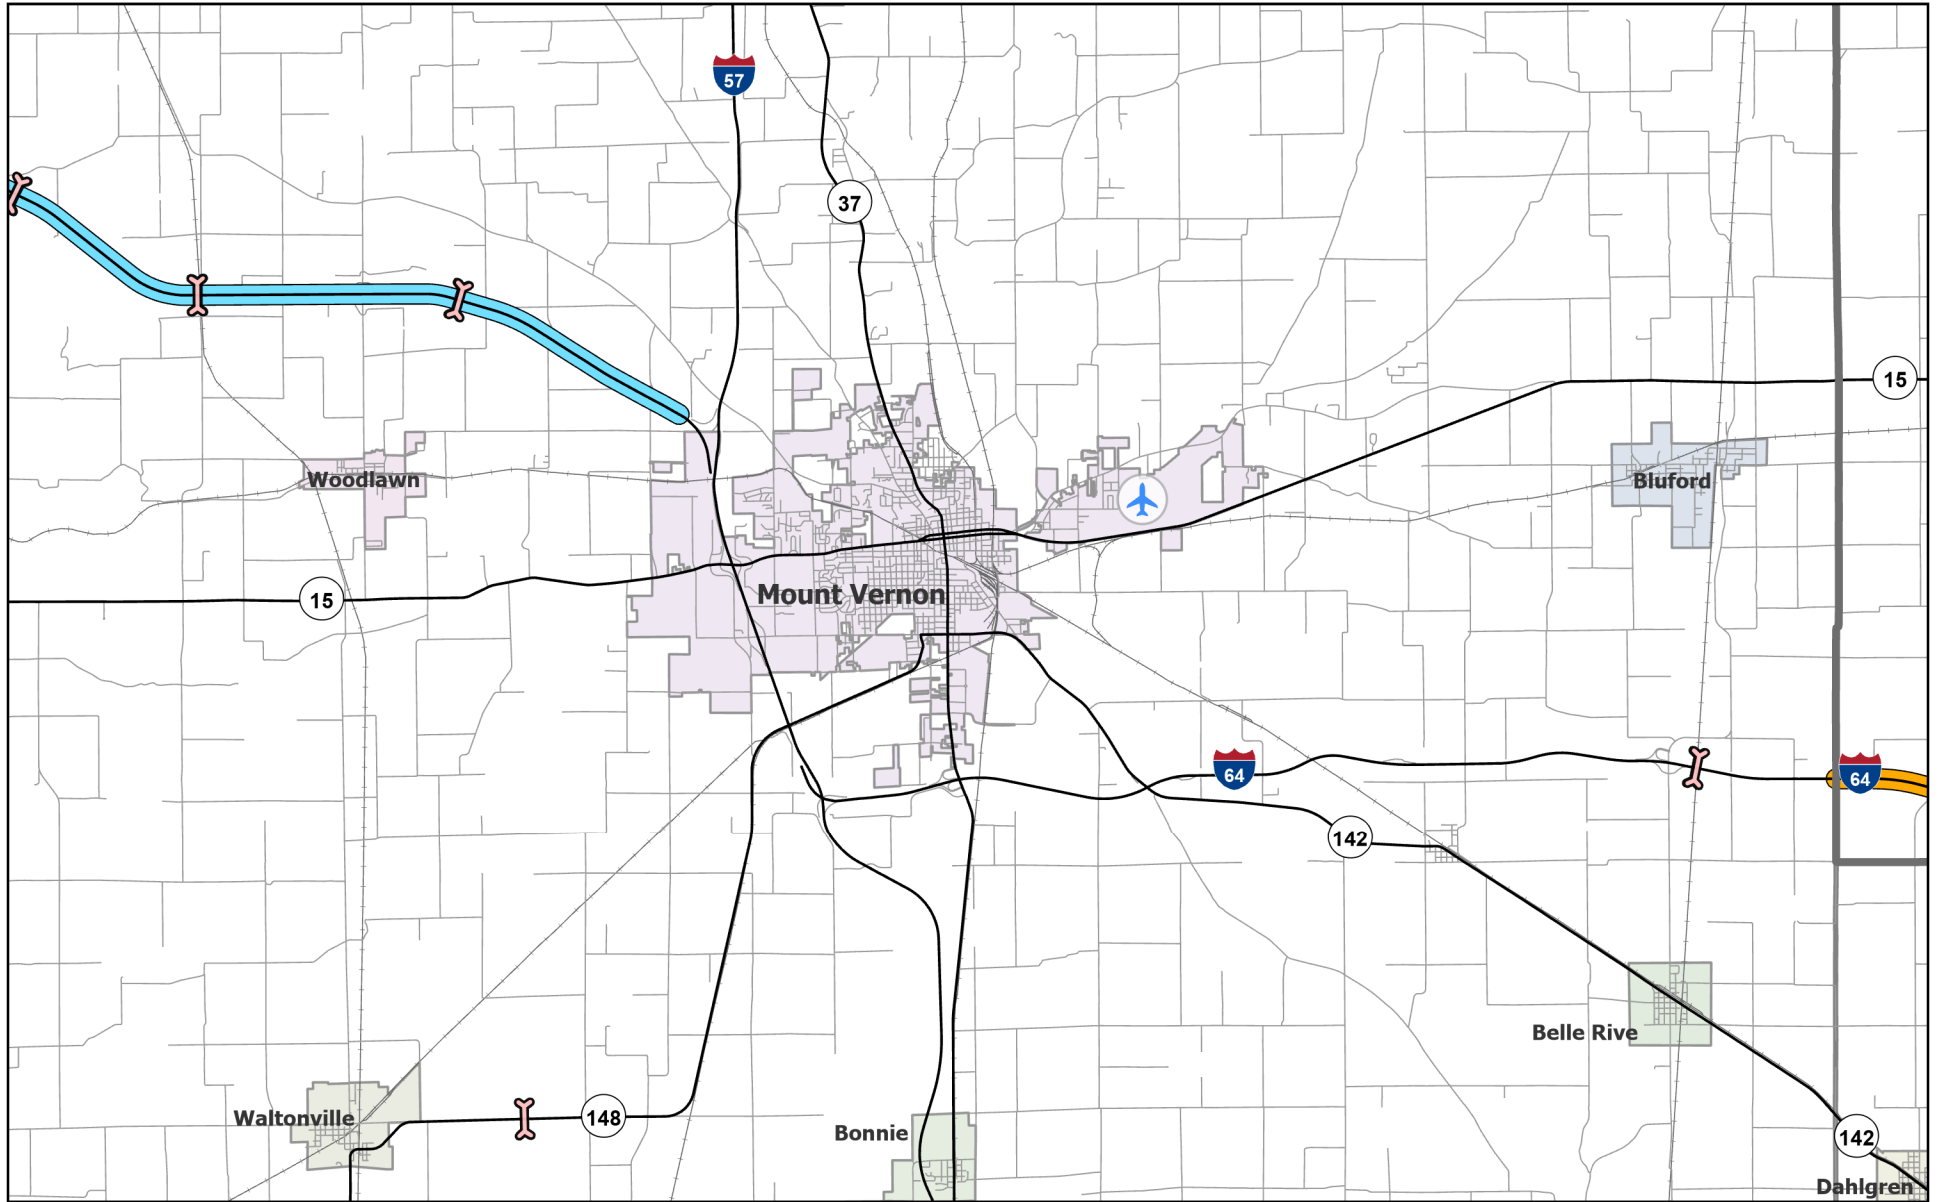 57
37
15
Woodlawn
Bluford
15
Mount Vernon
64
64
142
Belle Rive
Waltonville
148
Bonnie
142
Dahlgren